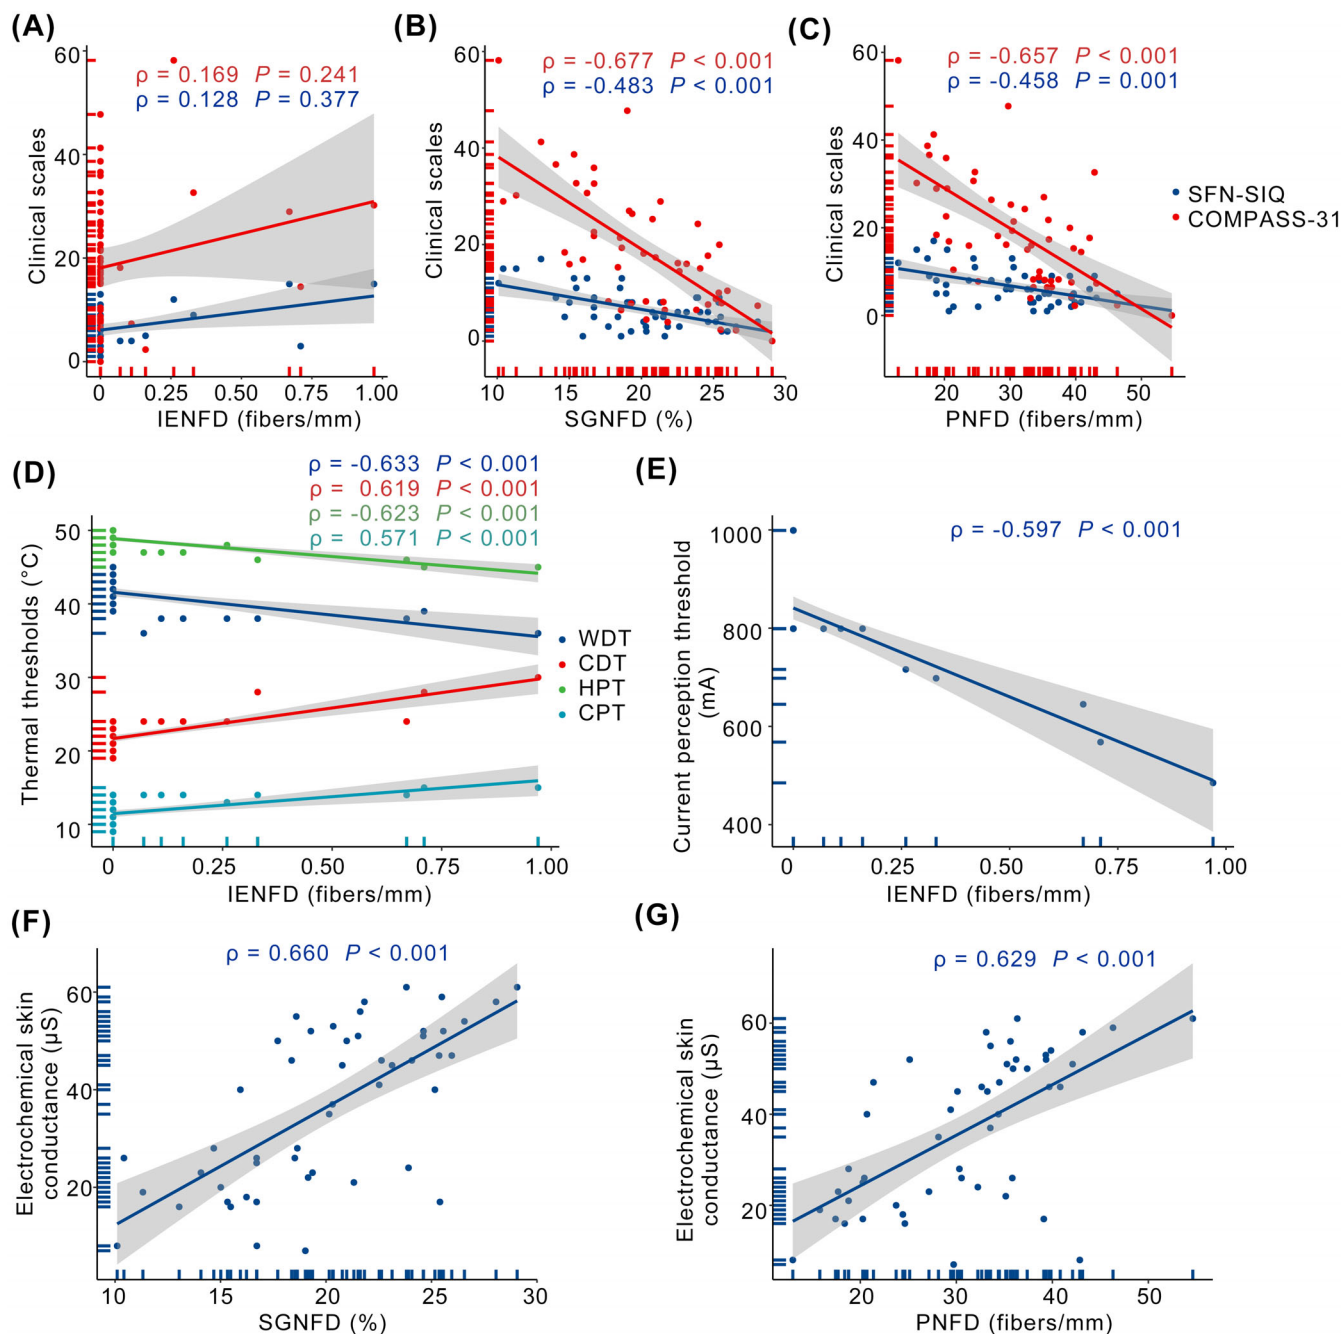 (A)
ρ = 0.169 P = 0.241
ρ = 0.128 P = 0.377
Clinical scales
60
40
20
0
0 0.25 0.50 0.75 1.00
IENFD (fibers/mm)
(B)
ρ = -0.677 P < 0.001
ρ = -0.483 P < 0.001
Clinical scales
60
40
20
0
10 15 20 25 30
SGNFD (%)
(C)
ρ = -0.657 P < 0.001
ρ = -0.458 P = 0.001
Clinical scales
60
40
20
0
20 30 40 50
PNFD (fibers/mm)
SFN-SIQ
COMPASS-31
(D)
ρ = -0.633 P < 0.001
ρ = 0.619 P < 0.001
ρ = -0.623 P < 0.001
ρ = 0.571 P < 0.001
Thermal thresholds (°C)
50
40
30
20
10
0 0.25 0.50 0.75 1.00
IENFD (fibers/mm)
WDT
CDT
HPT
CPT
(E)
ρ = -0.597 P < 0.001
Current perception threshold
(mA)
1000
800
600
400
0 0.25 0.50 0.75 1.00
IENFD (fibers/mm)
(F)
ρ = 0.660 P < 0.001
Electrochemical skin
conductance (µS)
60
40
20
10 15 20 25 30
SGNFD (%)
(G)
ρ = 0.629 P < 0.001
Electrochemical skin
conductance (µS)
60
40
20
20 30 40 50
PNFD (fibers/mm)